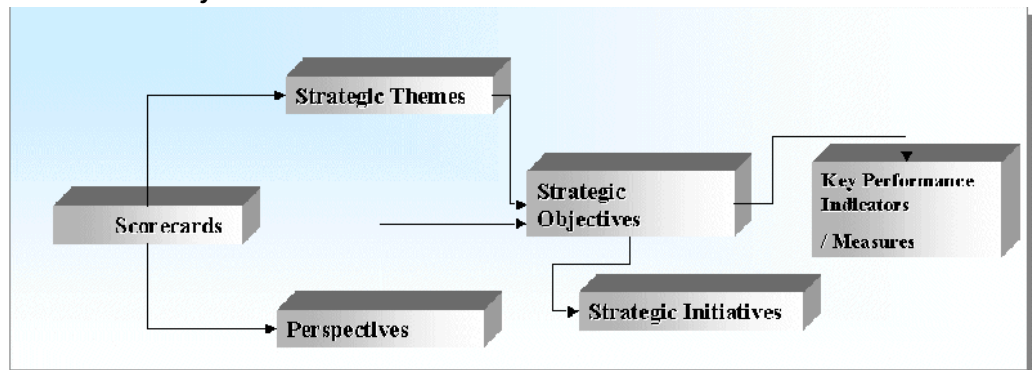 Strategic Themes
Scorecards
Strategic
Objectives
Key Performance
Indicators
/ Measures
Strategic Initiatives
Perspectives